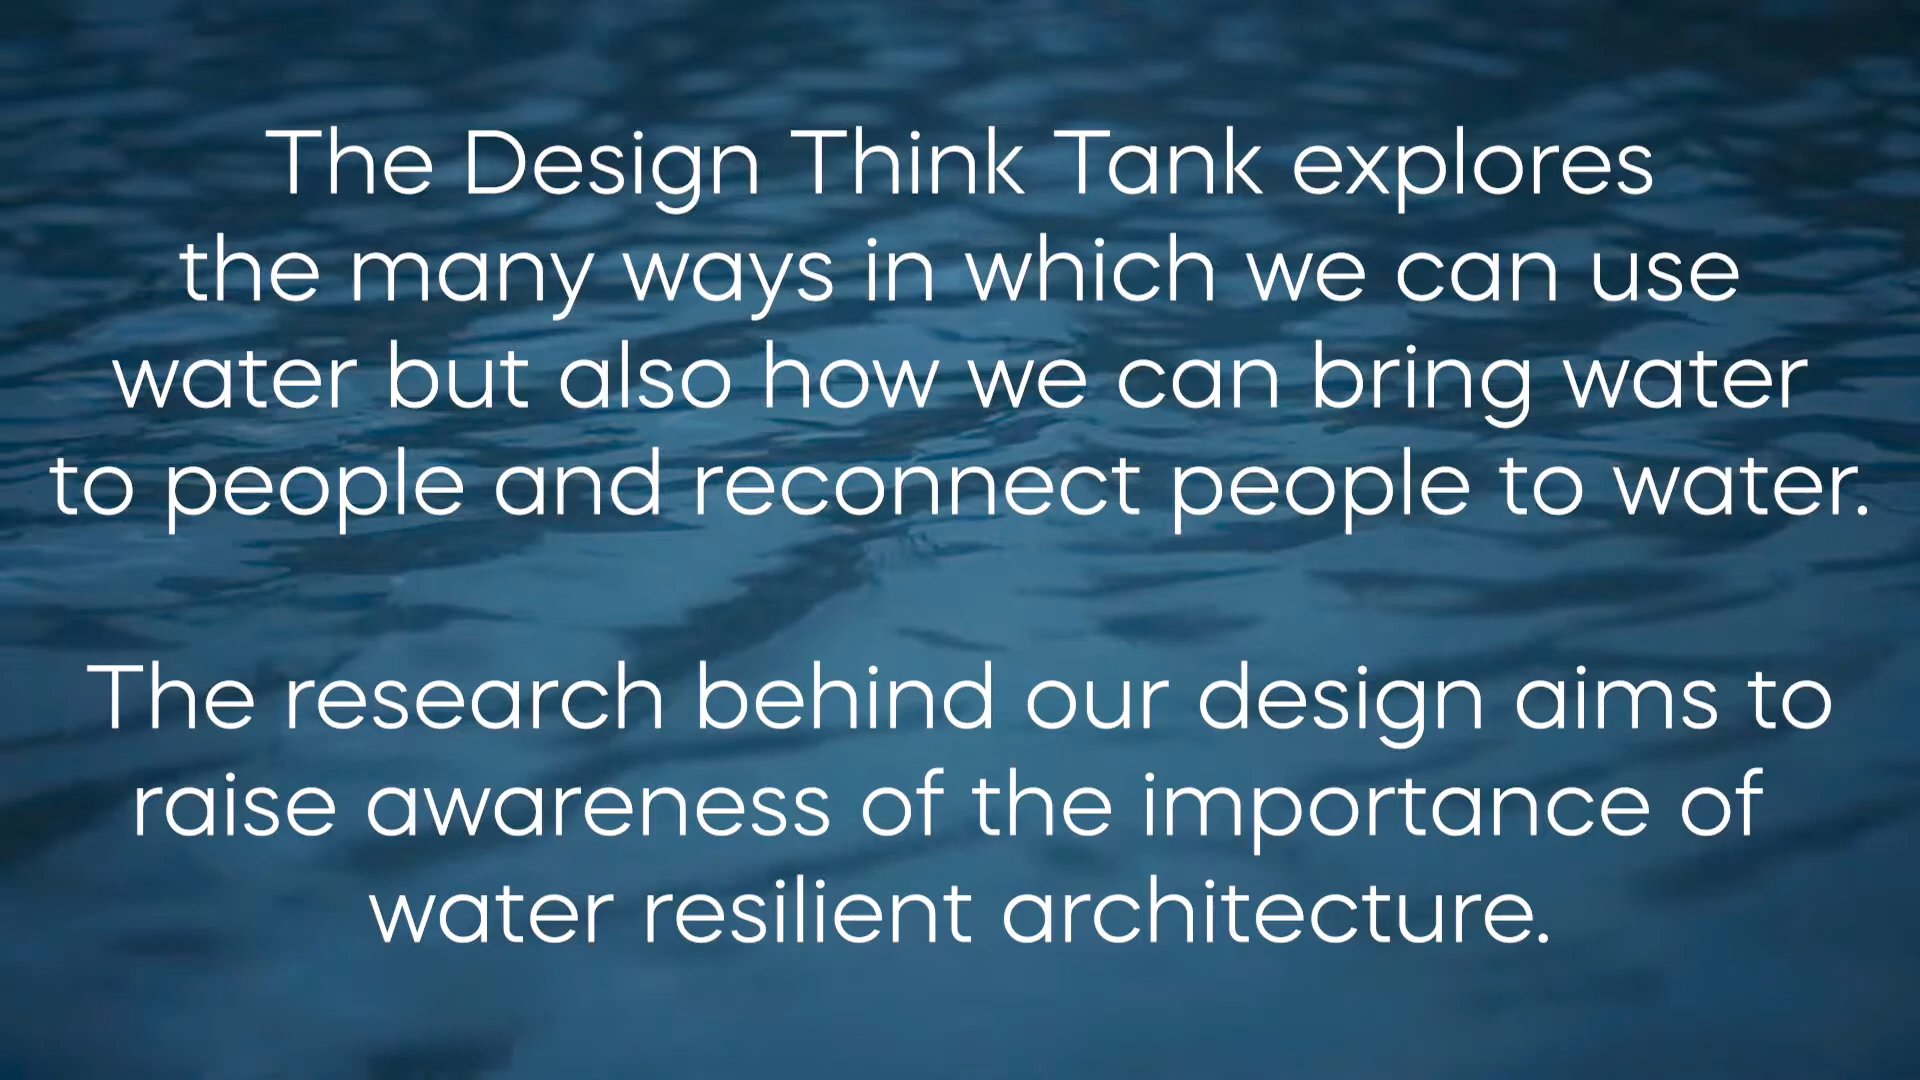 The Design Think Tank explores
the many ways in which we can use
water but also how we can bring water
to people and reconnect people to water.
The research behind our design aims to
raise awareness of the importance of
water resilient architecture.